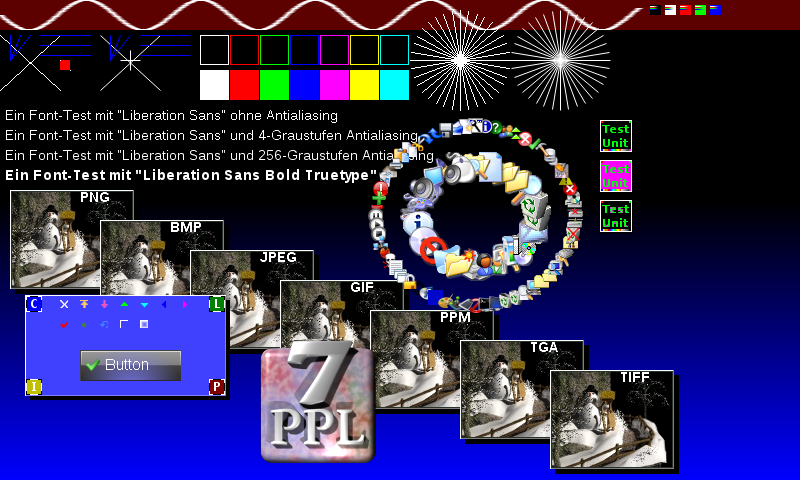 Ein Font-Test mit "Liberation Sans" ohne Antialiasing
Ein Font-Test mit "Liberation Sans" und 4-Graustufen Antialiasing
Ein Font-Test mit "Liberation Sans" und 256-Graustufen Antialiasing
Ein Font-Test mit "Liberation Sans Bold Truetype"
Test
Unit
Test
Unit
Test
Unit
PNG
BMP
JPEG
GIF
PPM
TGA
TIFF
C
L
Button
I
P
7
PPL